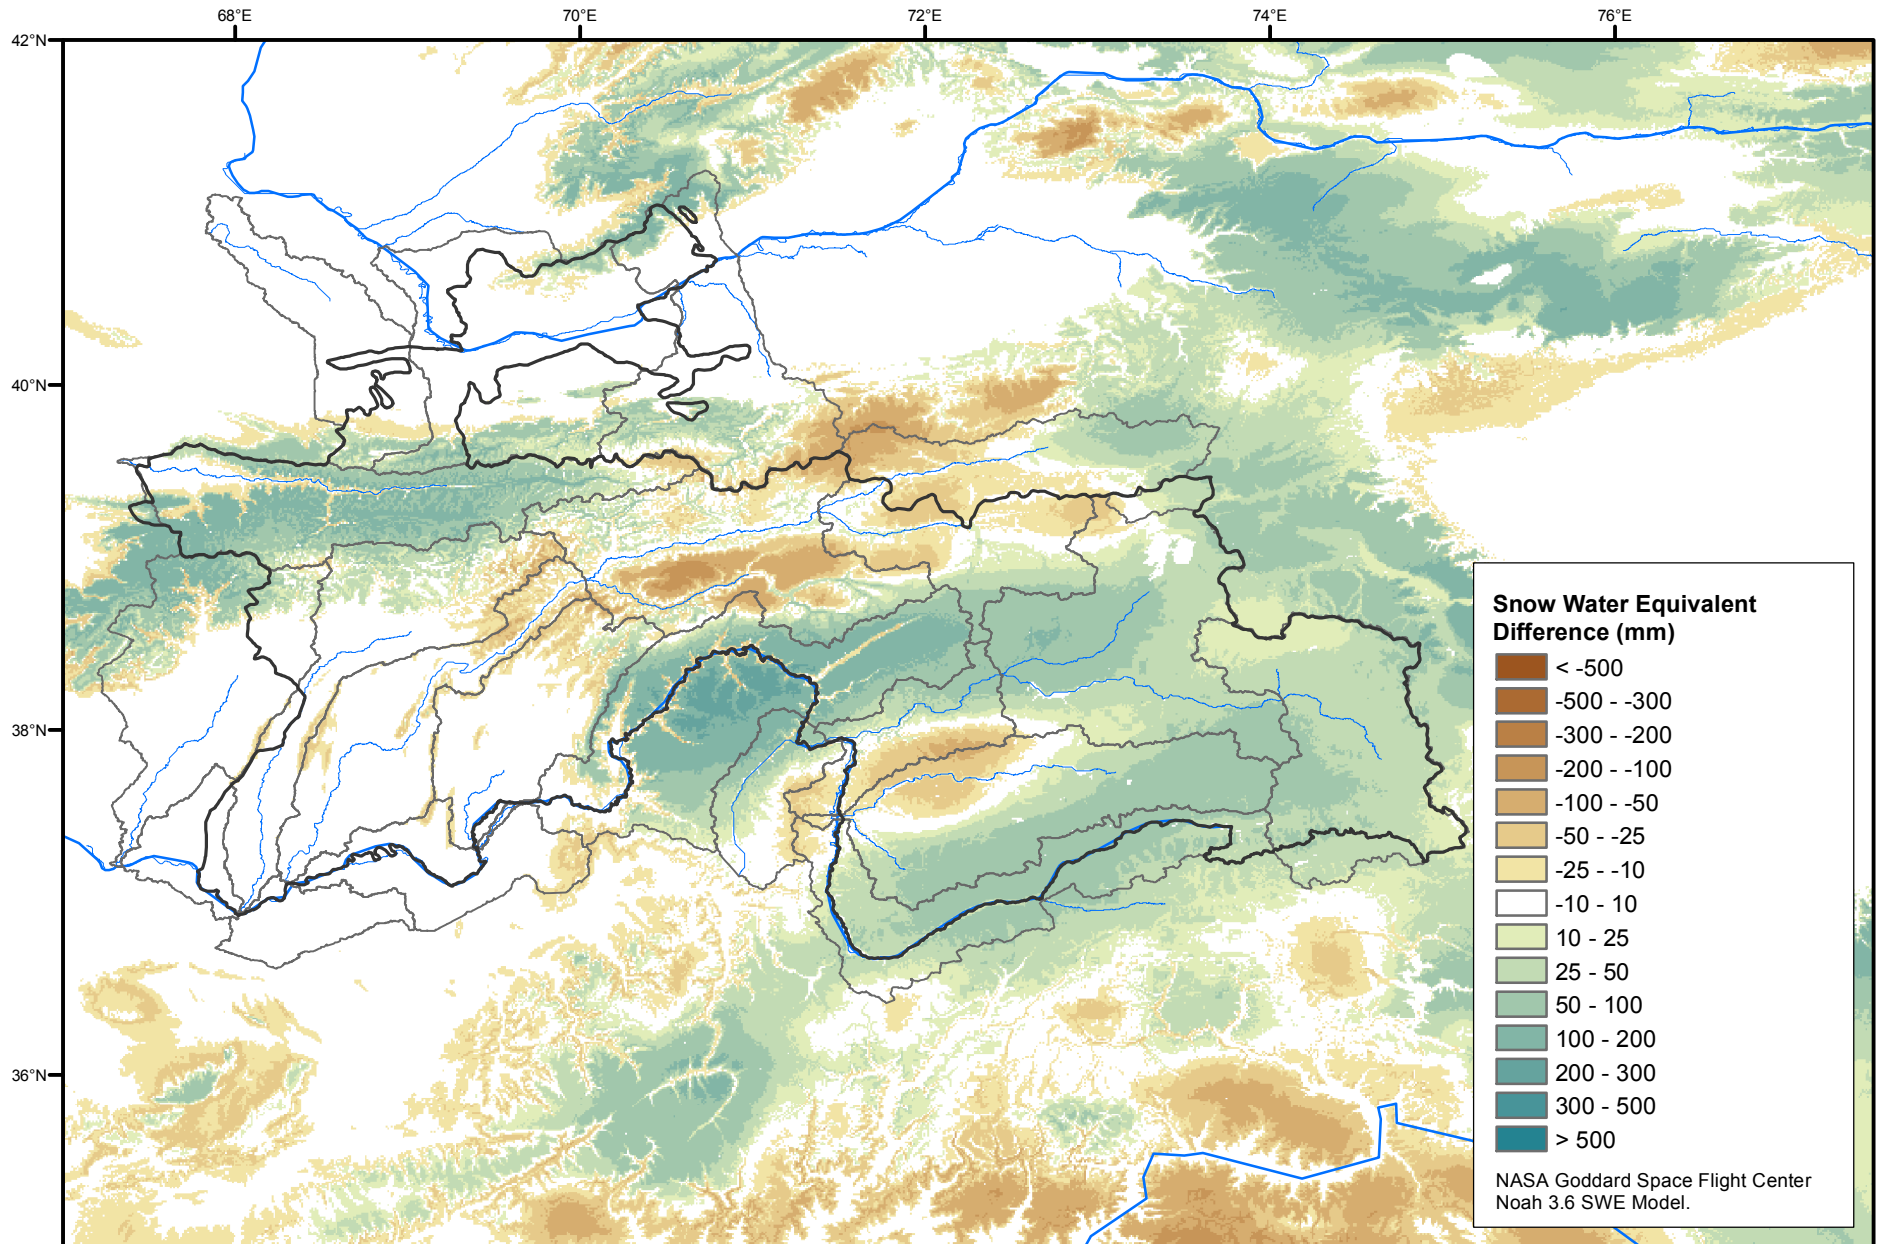 68°E
70°E
72°E
74°E
76°E
42°N
40°N
38°N
36°N
Snow Water Equivalent
Difference (mm)
< -500
-500 - -300
-300 - -200
-200 - -100
-100 - -50
-50 - -25
-25 - -10
-10 - 10
10 - 25
25 - 50
50 - 100
100 - 200
200 - 300
300 - 500
> 500
NASA Goddard Space Flight Center
Noah 3.6 SWE Model.